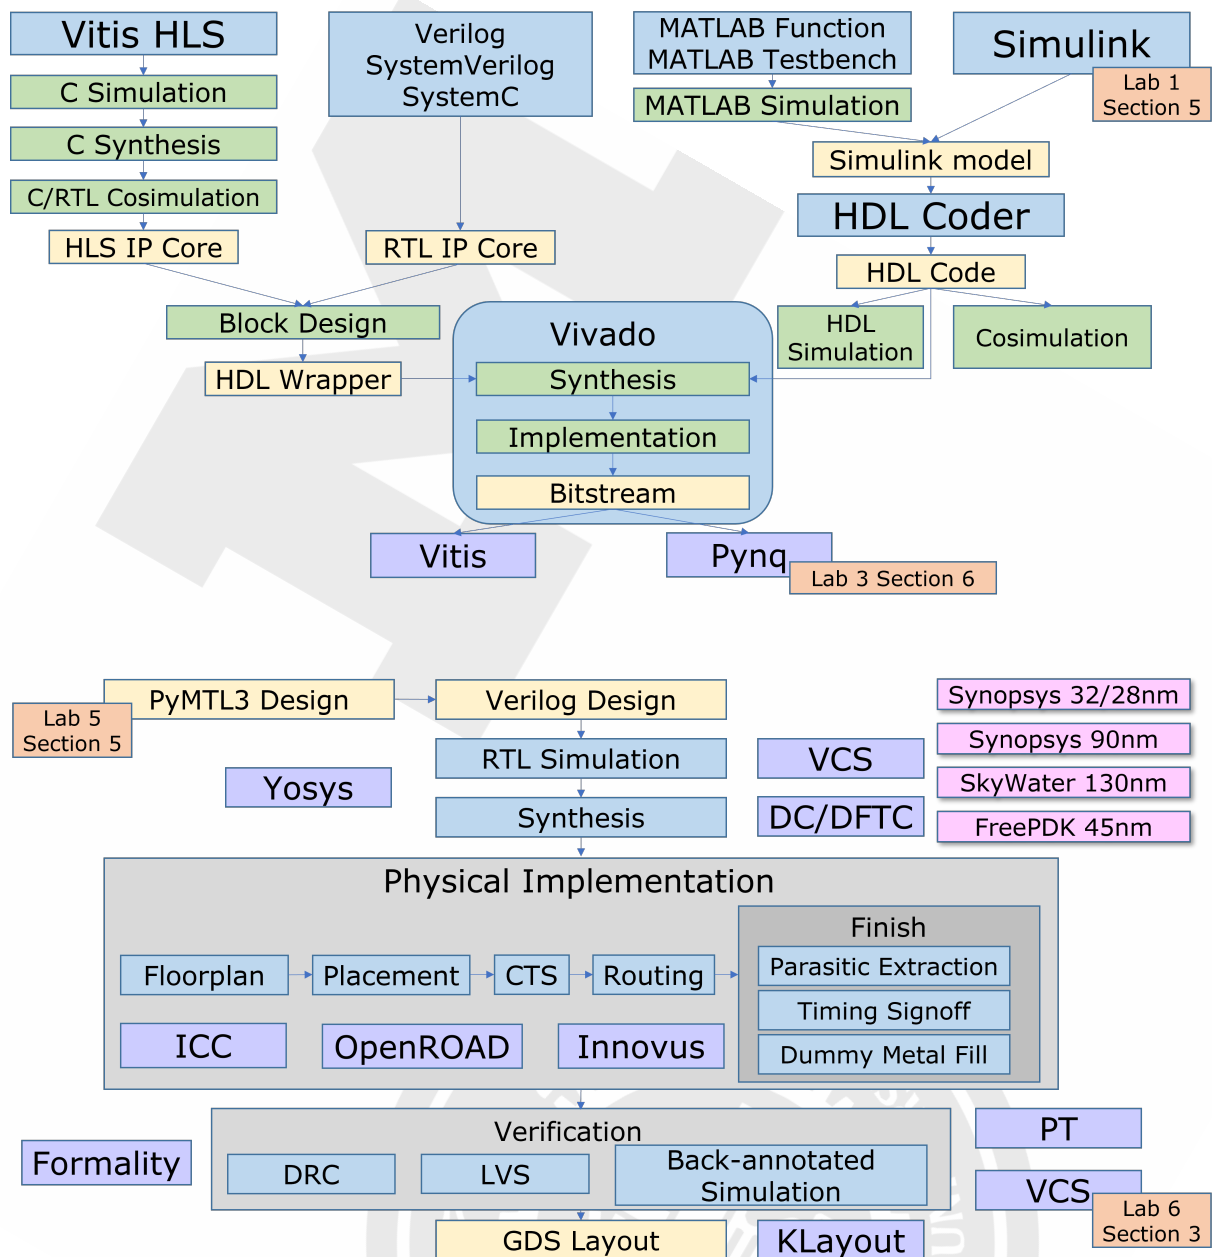 Vitis HLS
C Simulation
C Synthesis
C/RTL Cosimulation
HLS IP Core
Verilog
SystemVerilog
SystemC
RTL IP Core
Block Design
HDL Wrapper
MATLAB Function
MATLAB Testbench
MATLAB Simulation
Simulink
Lab 1
Section 5
Simulink model
HDL Coder
HDL Code
HDL
Simulation
Cosimulation
Vivado
Synthesis
Implementation
Bitstream
Vitis
Pynq
Lab 3 Section 6
PyMTL3 Design
Lab 5
Section 5
Verilog Design
RTL Simulation
Synthesis
Yosys
VCS
DC/DFTC
Synopsys 32/28nm
Synopsys 90nm
SkyWater 130nm
FreePDK 45nm
Physical Implementation
Floorplan
Placement
CTS
Routing
Finish
Parasitic Extraction
Timing Signoff
Dummy Metal Fill
ICC
OpenROAD
Innovus
Verification
DRC
LVS
Back-annotated
Simulation
Formality
PT
VCS
Lab 6
Section 3
GDS Layout
KLayout